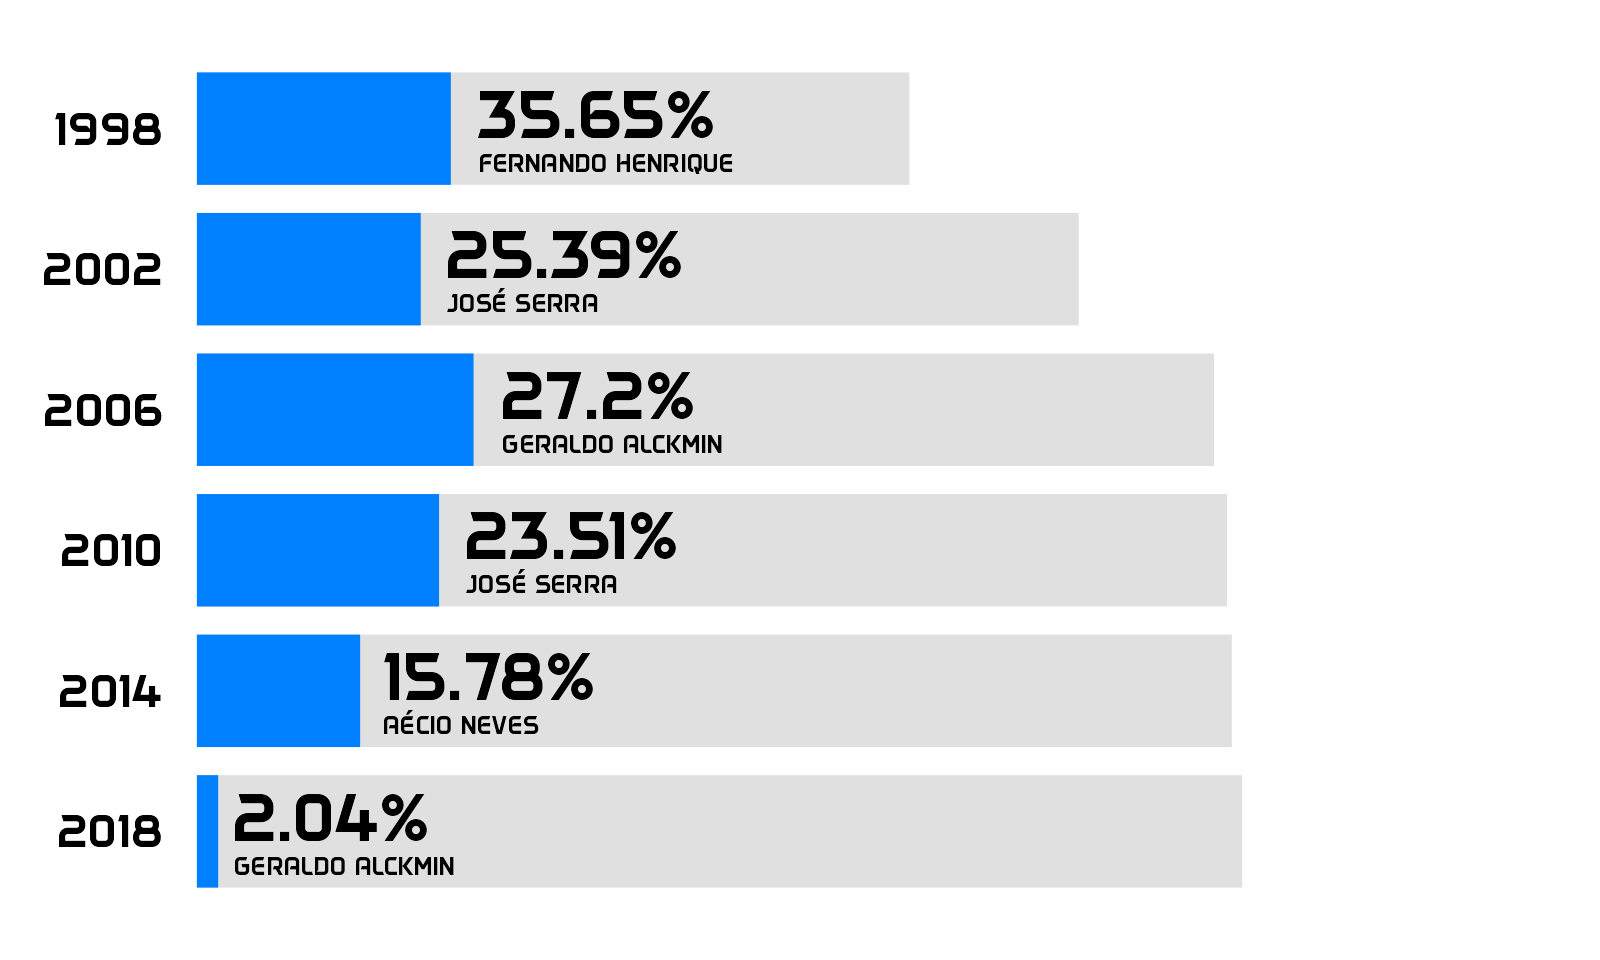 1998
35.65%
FERNANDO HENRIQUE
2002
25.39%
JOSÉ SERRA
2006
27.2%
GERALDO ALCKMIN
2010
23.51%
JOSÉ SERRA
2014
15.78%
AÉCIO NEVES
2018
2.04%
GERALDO ALCKMIN